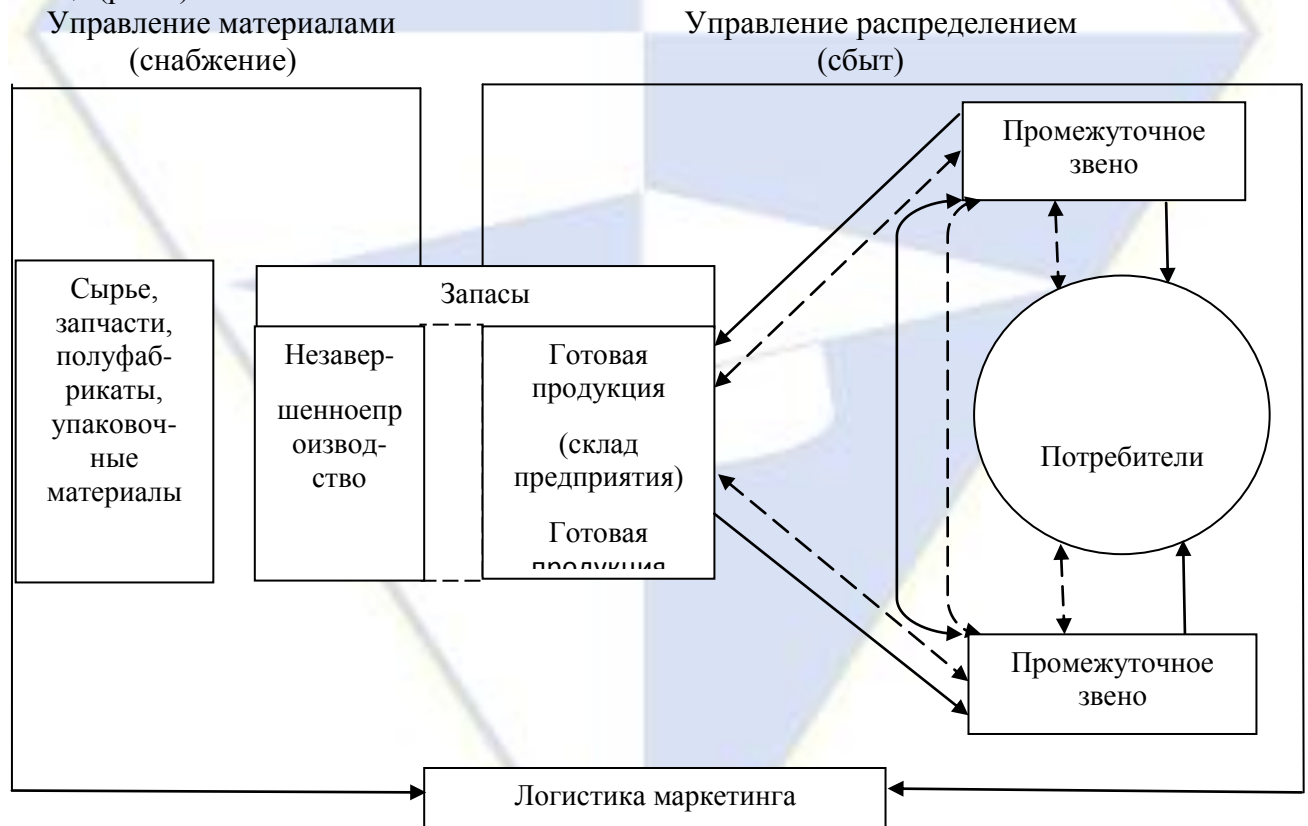 Управление материалами
(снабжение)
Управление распределением
(сбыт)
Промежуточное
звено
Сырье,
запчасти,
полуфаб-
рикаты,
упаковоч-
ные
материалы
Запасы
Незавер-
шенноепр
оизвод-
ство
Готовая
продукция
(склад
предприятия)
Готовая
продукция
Потребители
Промежуточное
звено
Логистика маркетинга